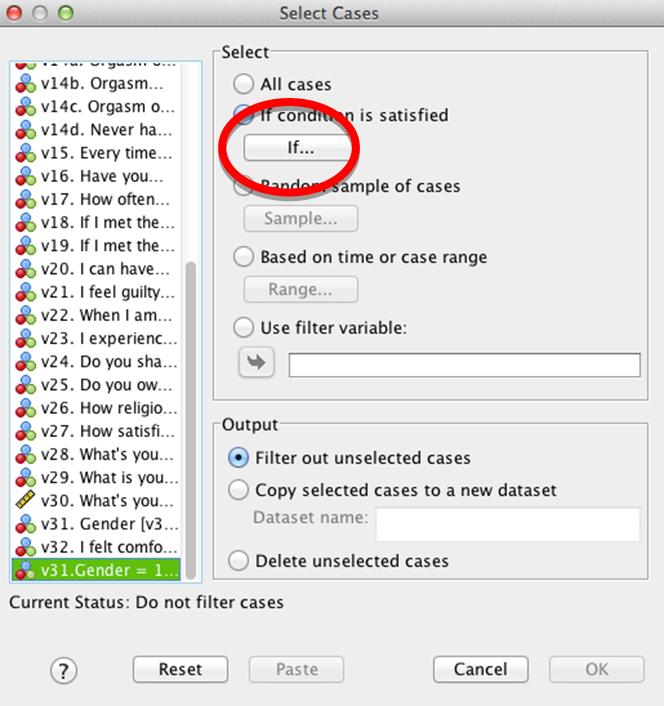 Select Cases
v14b. Orgasm...
v14c. Orgasm o...
v14d. Never ha...
v15. Every time...
v16. Have you...
v17. How often...
v18. If I met the...
v19. If I met the...
v20. I can have...
v21. I feel guilty...
v22. When I am...
v23. I experienc...
v24. Do you sha...
v25. Do you ow...
v26. How religio...
v27. How satisfi...
v28. What's you...
v29. What is you...
v30. What's you...
v31. Gender [v3...
v32. I felt comfo...
v31.Gender = 1...
Select
All cases
If condition is satisfied
If...
Random sample of cases
Sample...
Based on time or case range
Range...
Use filter variable:
Output
Filter out unselected cases
Copy selected cases to a new dataset
Dataset name:
Delete unselected cases
Current Status: Do not filter cases
?
Reset
Paste
Cancel
OK